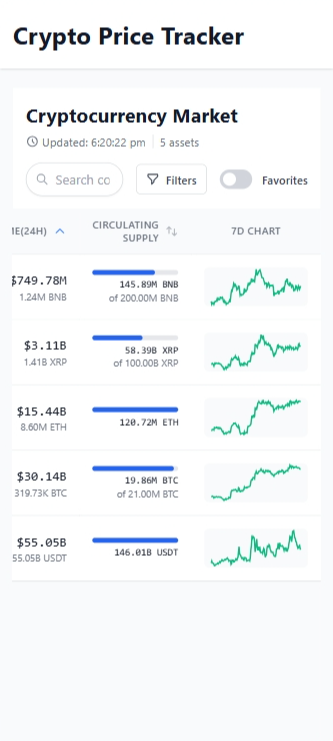 Crypto Price Tracker
Cryptocurrency Market
Updated: 6:20:22 pm 5 assets
Search co
Filters
Favorites
IE(24H)
CIRCULATING
SUPPLY
7D CHART
$749.78M
1.24M BNB
145.89M BNB
of 200.00M BNB
$3.11B
1.41B XRP
58.39B XRP
of 100.00B XRP
$15.44B
8.60M ETH
120.72M ETH
$30.14B
319.73K BTC
19.86M BTC
of 21.00M BTC
$55.05B
55.05B USDT
146.01B USDT